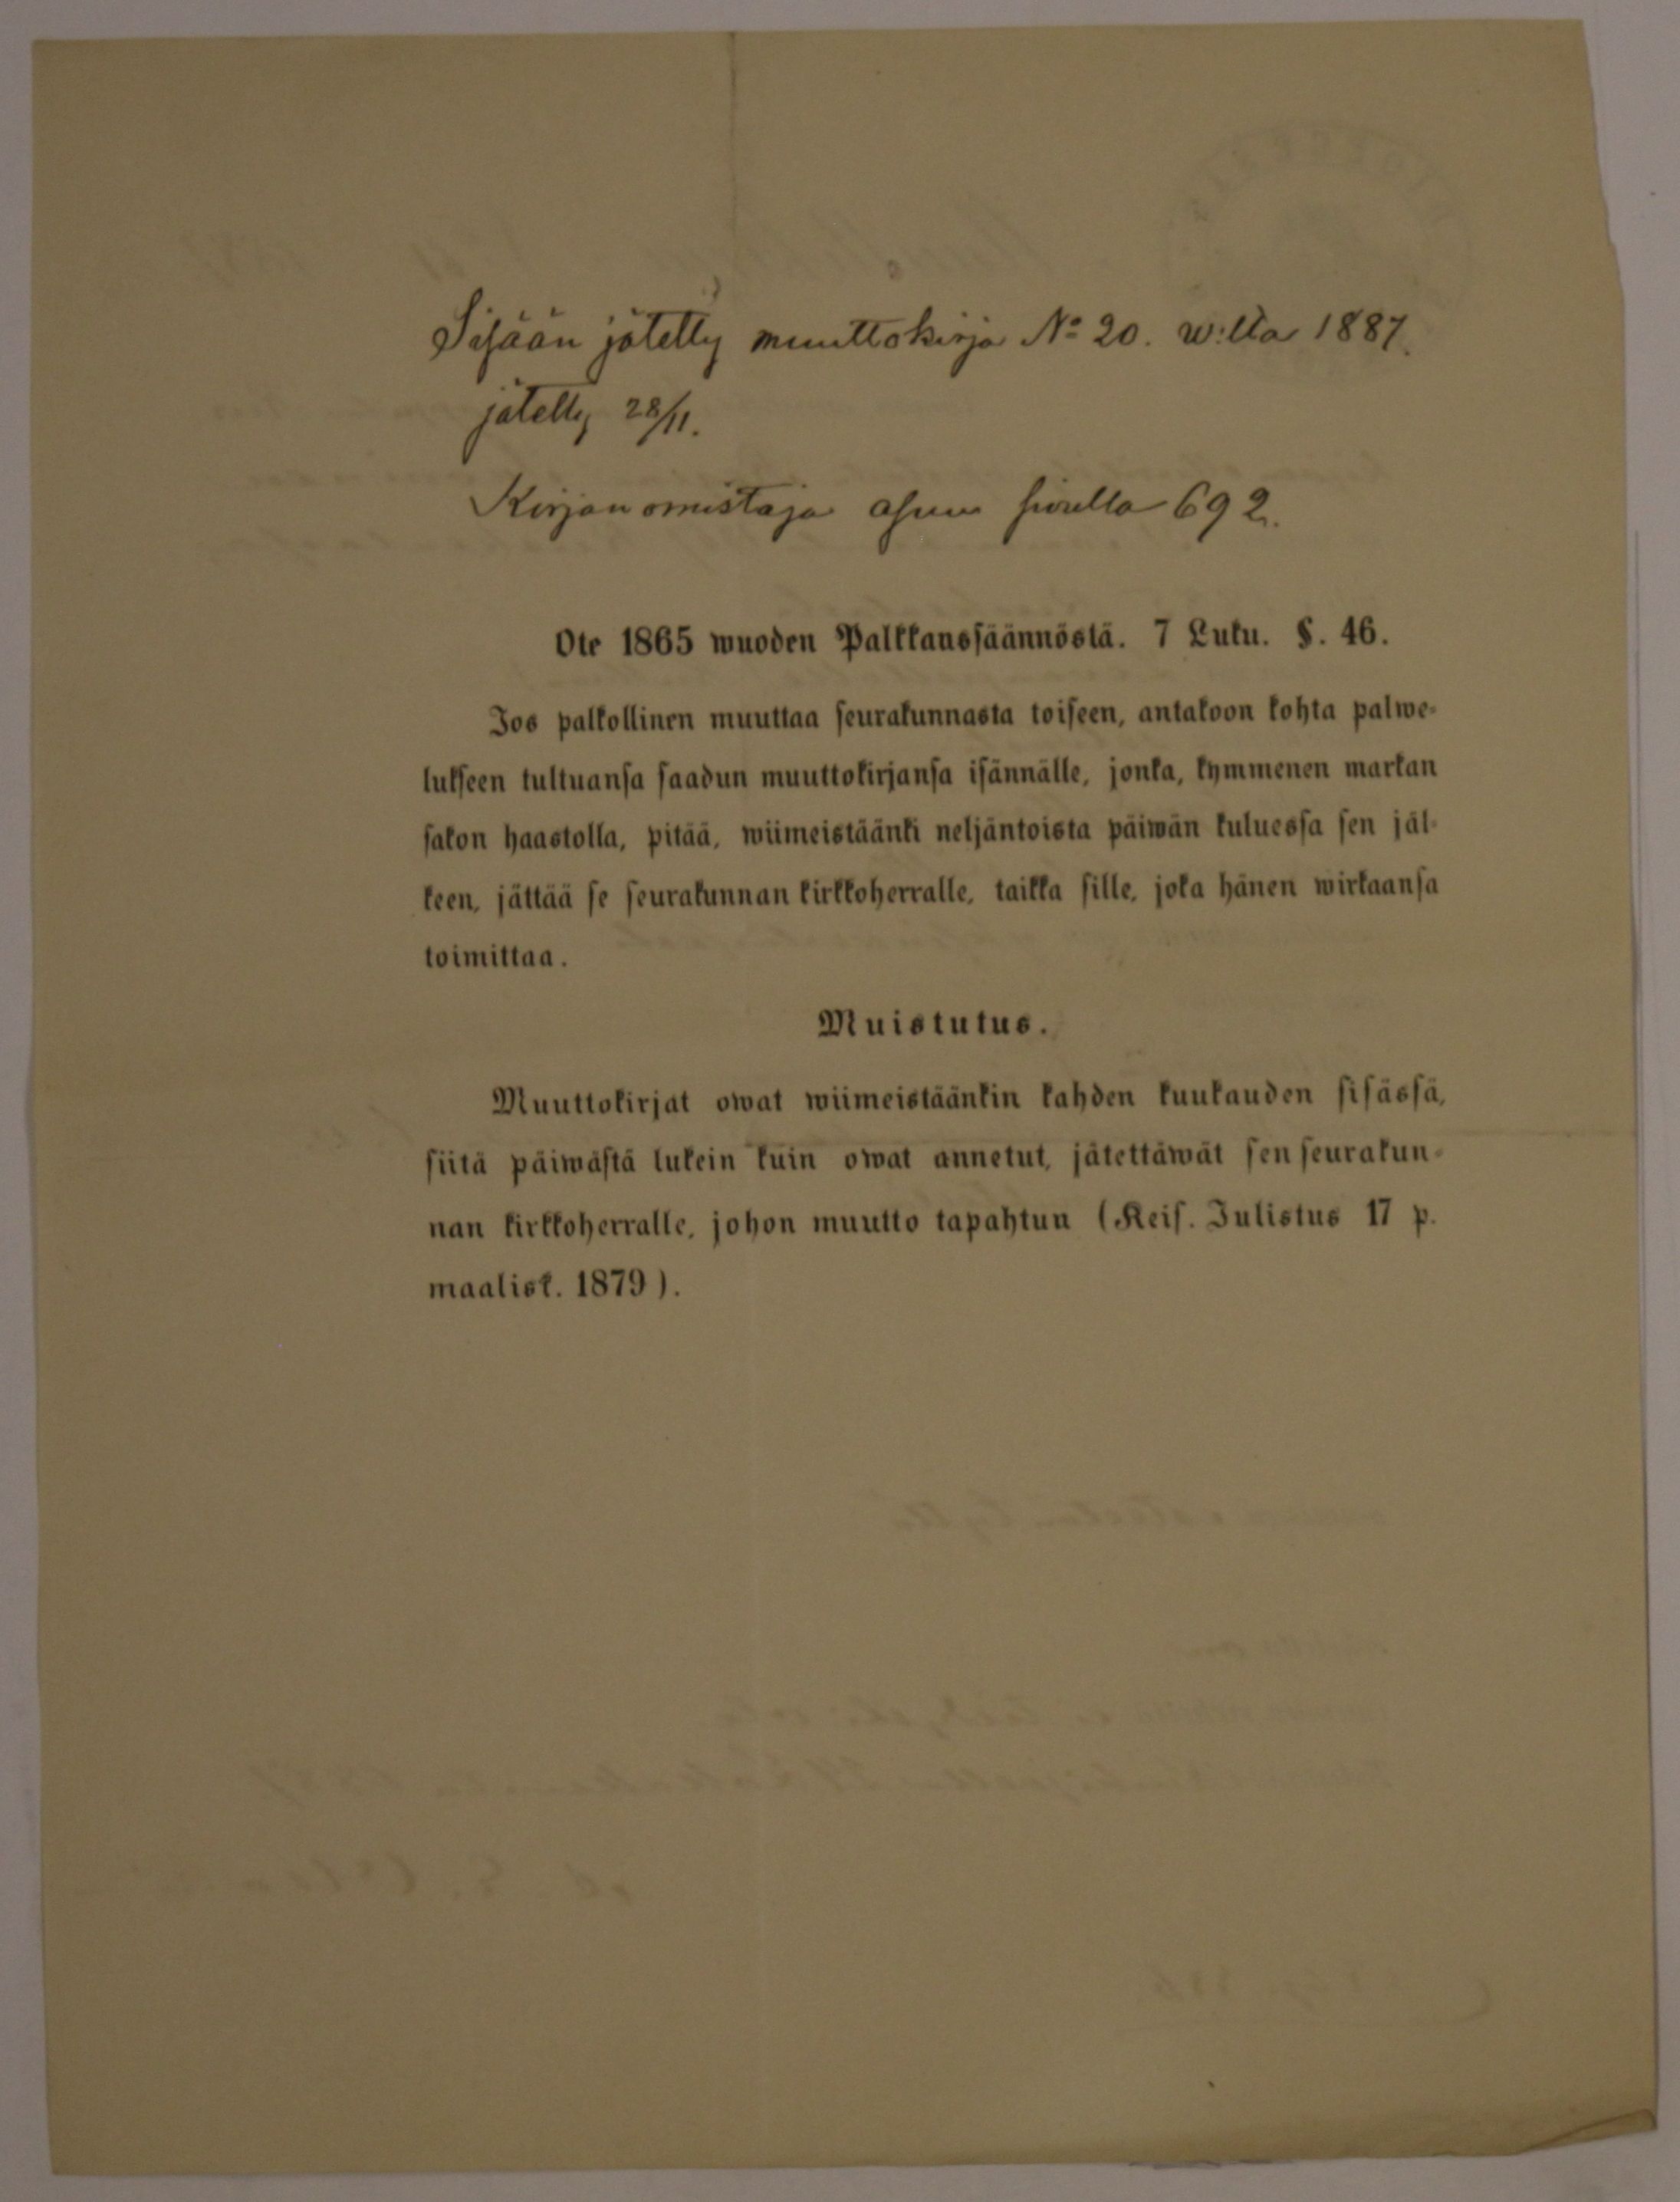 Sisään jätetty muuttokirja No 20. w:lta 1887.
jätetty 28/11.
Kirjan omistaja asuu sivulla 692.
Ote 1865 wuoden Palkkaussäännöstä. 7 Luku. §. 46.
Jos palkollinen muuttaa seurakunnasta toiseen, antakoon kohta palwe-
lukseen tultuansa saadun muuttokirjansa isännälle, jonka, kymmenen markan
sakon haastolla, pitää, wiimeistäänki neljäntoista päiwän kuluessa sen jäl-
keen, jättää se seurakunnan kirkkoherralle, taikka sille, joka hänen wirkaansa
toimittaa.
Muistutus.
Muuttokirjat owat wiimeistäänkin kahden kuukauden sisässä,
siitä päiwästä lukein kuin owat annetut, jätettäwät sen seurakun-
nan kirkkoherralle, johon muutto tapahtuu (Keis. Julistus 17 p.
maalisk. 1879).